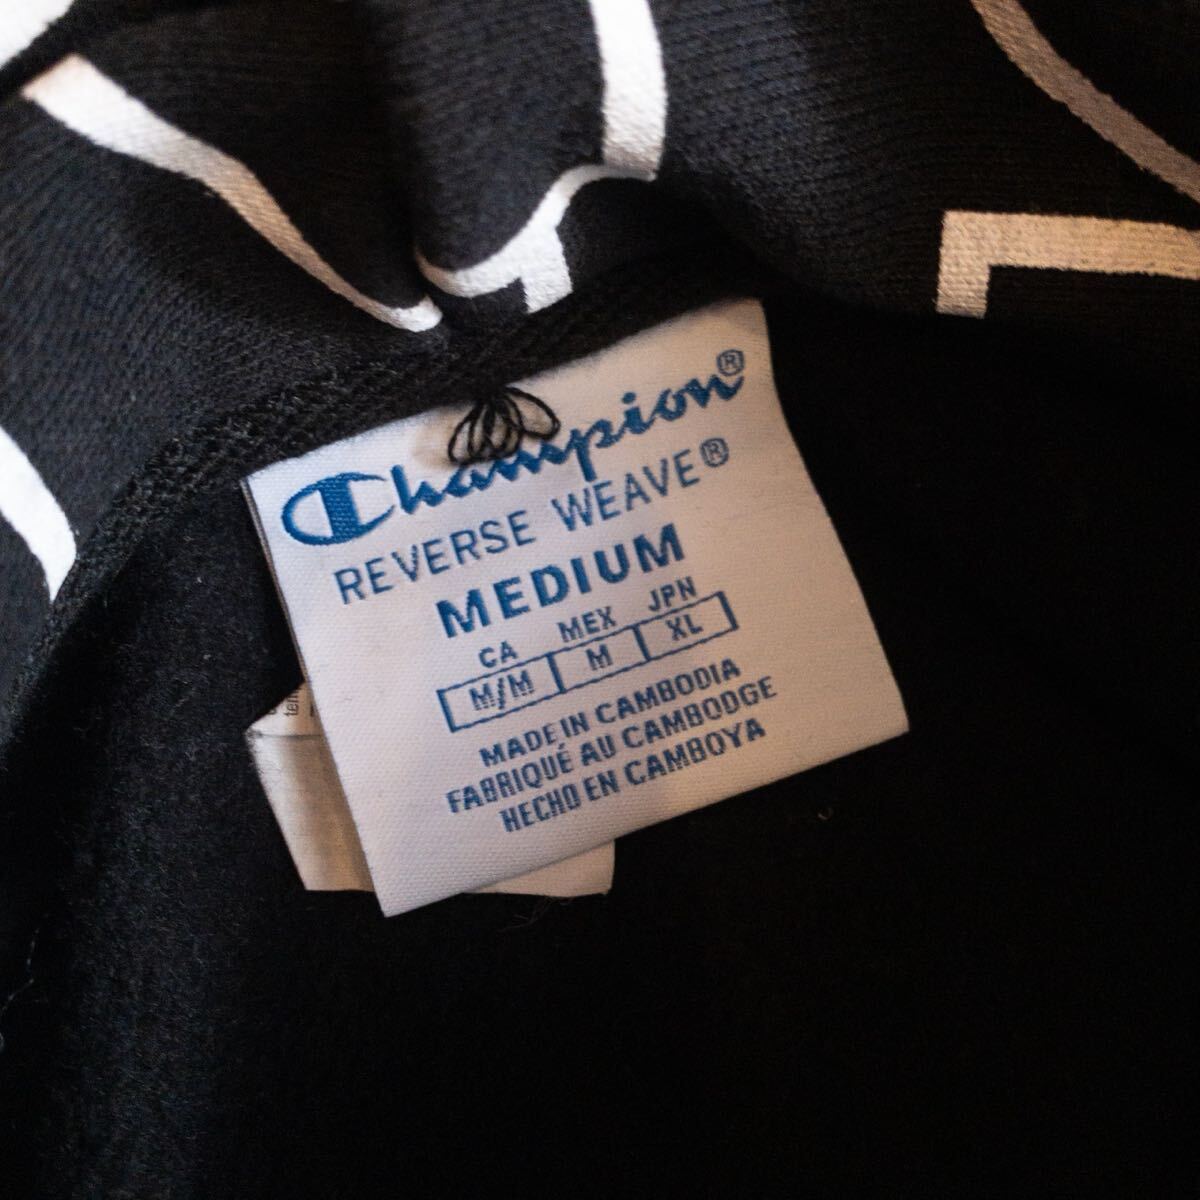 Champion®
REVERSE WEAVE®
MEDIUM
CA MEX JPN
M/M M XL
MADE IN CAMBODIA
FABRIQUÉ AU CAMBODGE
HECHO EN CAMBOYA